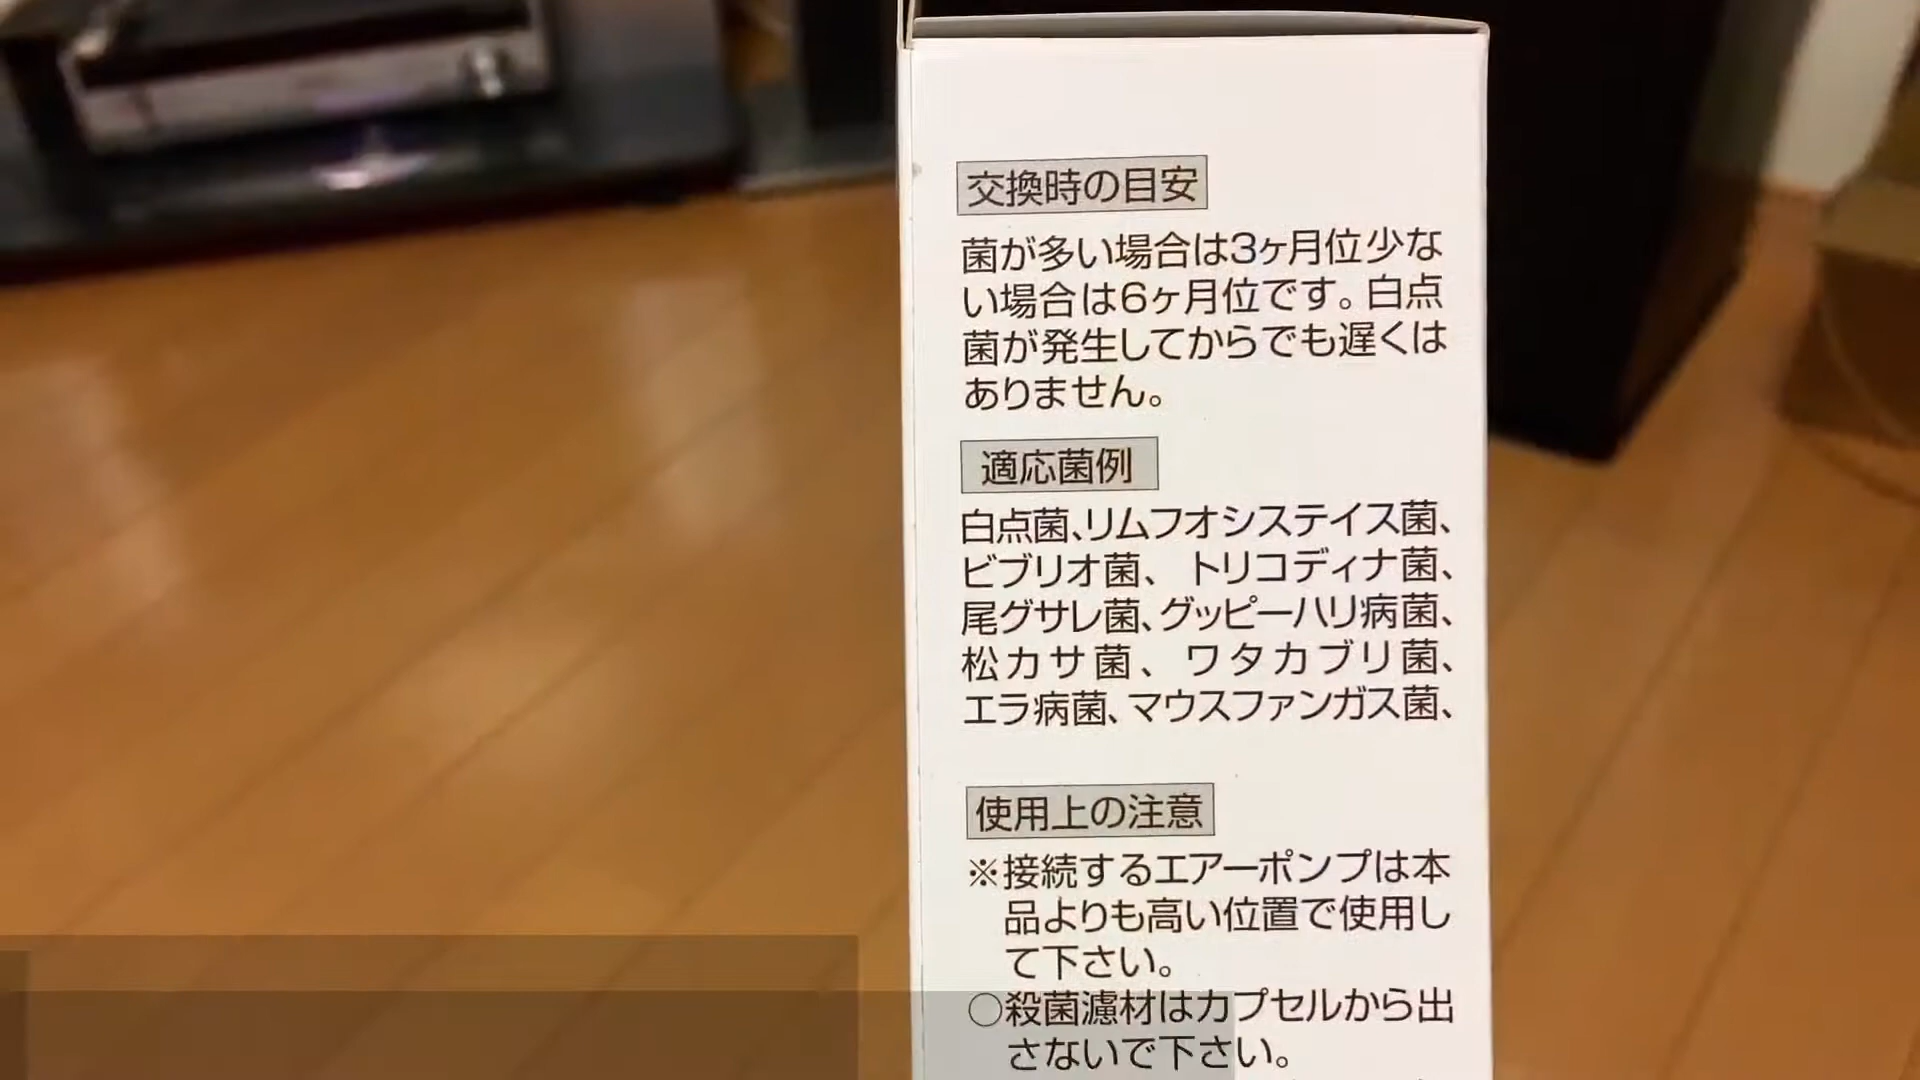 交換時の目安
菌が多い場合は3ヶ月位少な
い場合は6ヶ月位です。白点
菌が発生してからでも遅くは
ありません。
適応菌例
白点菌、リムフオシステイス菌、
ビブリオ菌、トリコディナ菌、
尾グサレ菌、グッピーハリ病菌、
松カサ菌、ワタカブリ菌、
エラ病菌、マウスファンガス菌、
使用上の注意
※接続するエアーポンプは本
品よりも高い位置で使用し
て下さい。
○殺菌濾材はカプセルから出
さないで下さい。